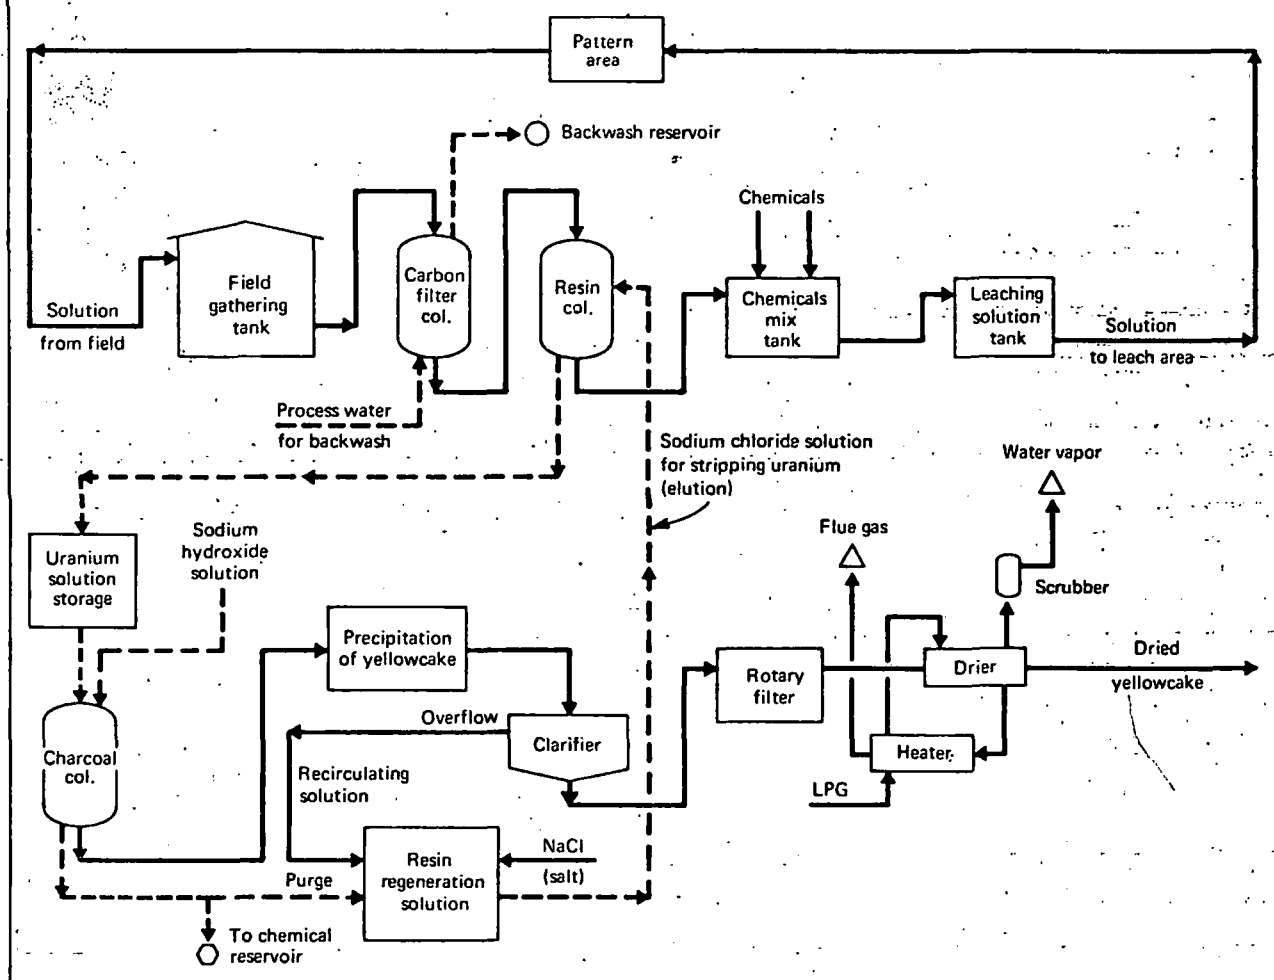 Pattern
area
Backwash reservoir
Chemicals
Field
gathering
tank
Carbon
filter
col.
Resin
col.
Chemicals
mix
tank
Leaching
solution
tank
Solution
from field
Solution
to leach area
Process water
for backwash
Sodium chloride solution
for stripping uranium
(elution)
Water vapor
Flue gas
Scrubber
Uranium
solution
storage
Sodium
hydroxide
solution
Precipitation
of yellowcake
Rotary
filter
Drier
Dried
yellowcake
Overflow
Clarifier
Heater
Charcoal
col.
Recirculating
solution
LPG
Resin
regeneration
solution
NaCl
(salt)
Purge
To chemical
reservoir